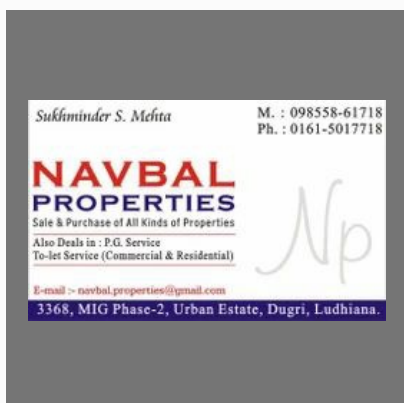 Sukhminder S. Mehta
M. : 098558-61718
Ph. : 0161-5017718
NAVBAL
PROPERTIES
Sale & Purchase of All Kinds of Properties
Also Deals in : P.G. Service
To-let Service (Commercial & Residential)
Np
E-mail :- navbal.properties@gmail.com
3368, MIG Phase-2, Urban Estate, Dugri, Ludhiana.